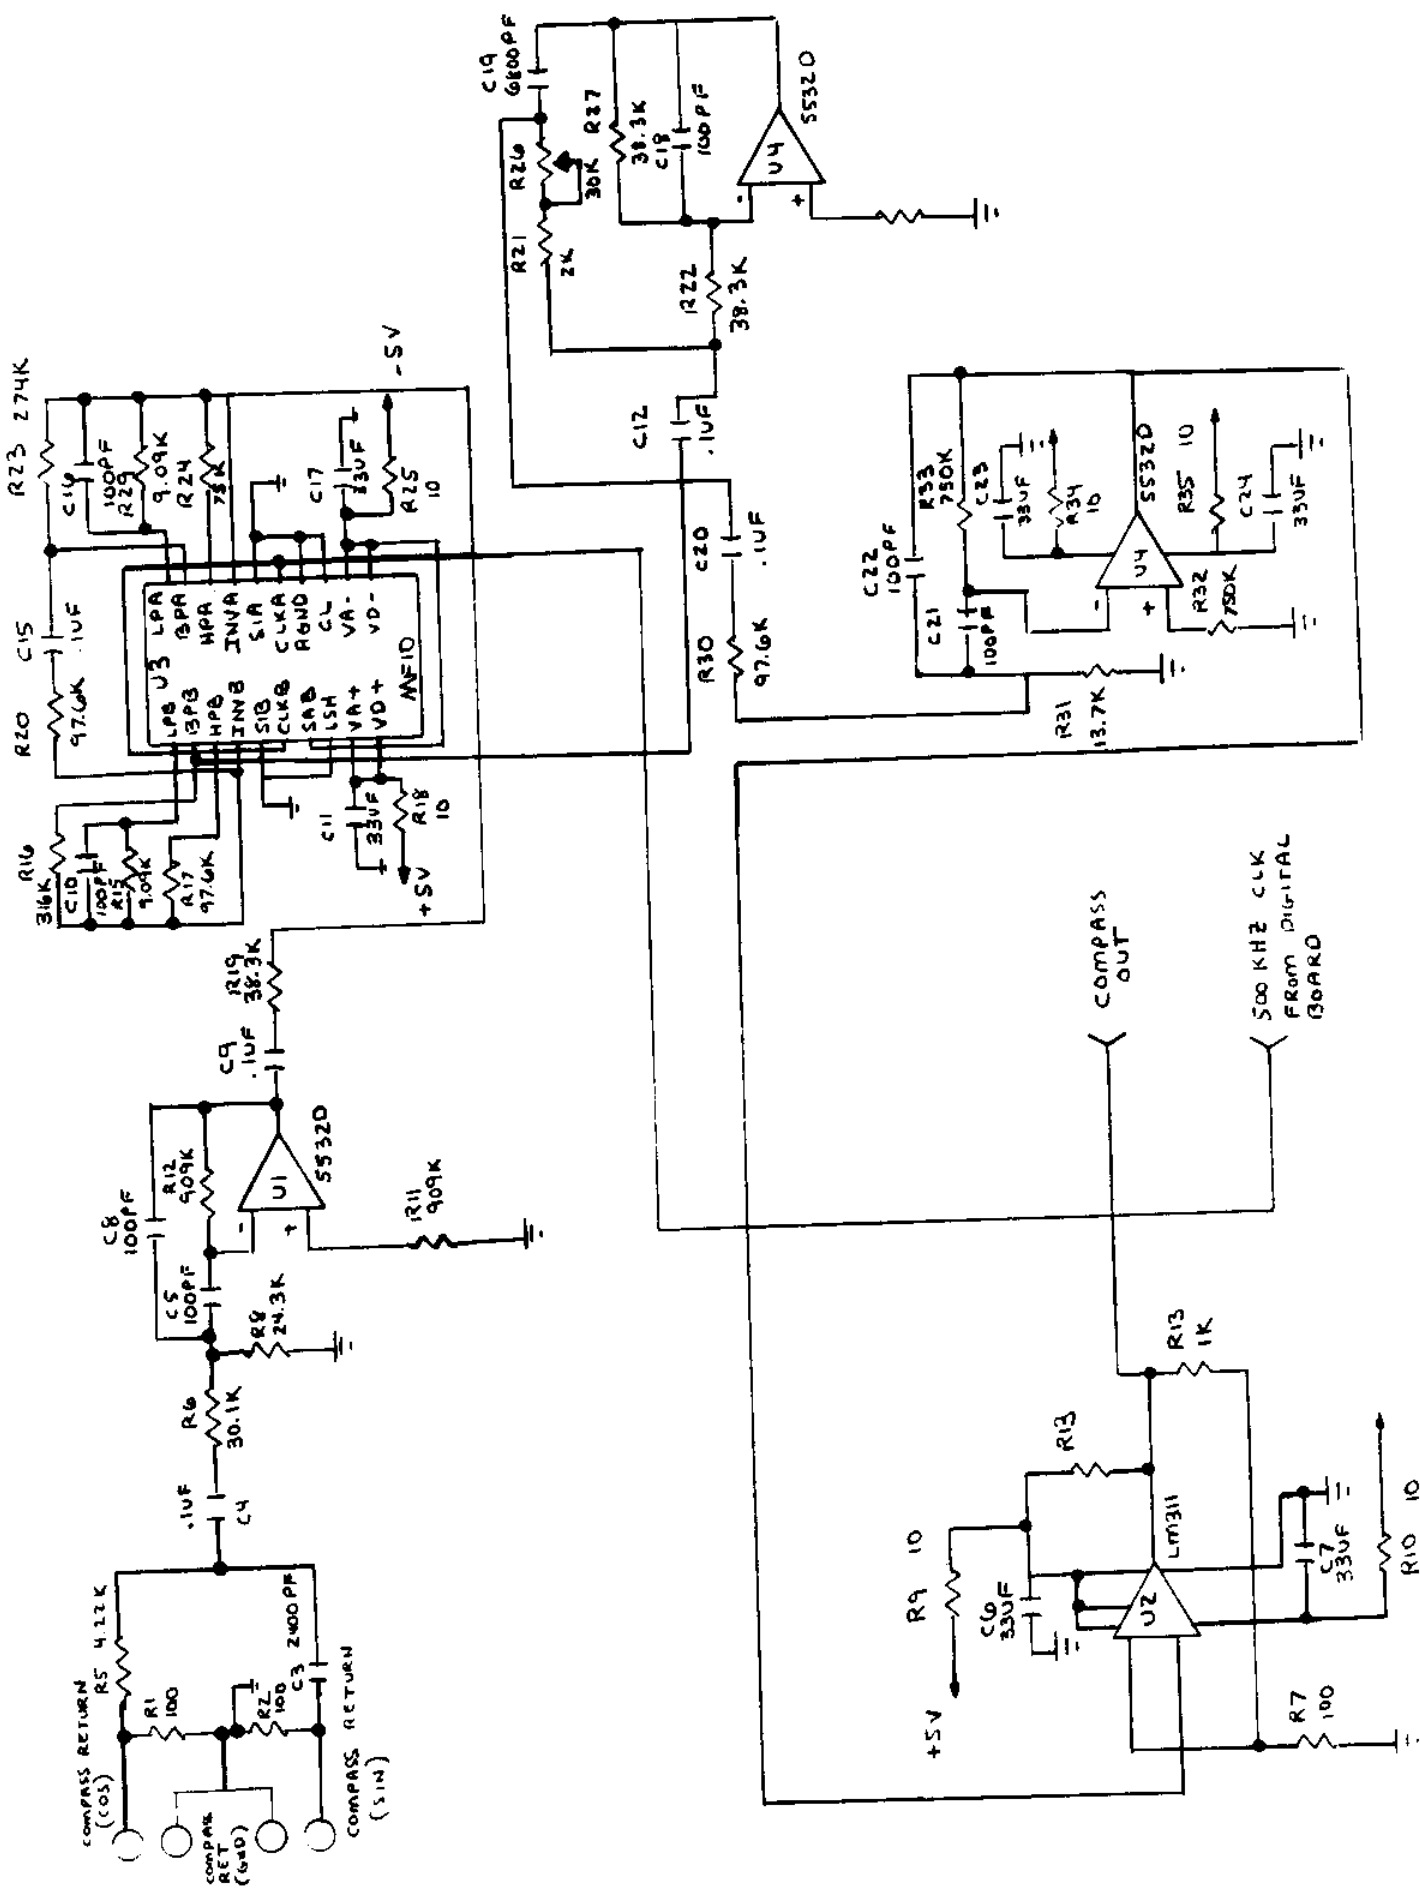 COMPASS RETURN
(COS)
COMPASS
RET
(GND)
COMPASS RETURN
(SIN)
R5 4.22K
R1
100
R2
100
C3 2400PF
.1UF
C4
R6
30.1K
R8
24.3K
C5
100PF
C8
100PF
R12
909K
U1
-
+
5532D
R11
909K
C9
.1UF
R19
38.3K
R16
316K
C10
100PF
R15
9.09K
R17
97.6K
R20
97.6K
C15
.1UF
R23 274K
C16
100PF
R29
9.09K
R24
75K
LPA
BPA
HPA
INVA
S1A
CLKA
AGND
CL
VA-
VD-
U3
LPB
BPB
HPB
INVB
S1B
CLKB
SAB
LSH
VA+
VD+
MF10
C11
33UF
R18
10
+5V
C17
33UF
R25
10
-5V
C12
.1UF
R21
2K
R26
30K
C19
6800PF
R27
38.3K
C18
100PF
R22
38.3K
U4
-
+
5532D
C20
.1UF
R30
97.6K
R31
13.7K
C21
100PF
C22
100PF
R33
750K
C23
33UF
R34
10
U4
-
+
5532D
R32
750K
R35 10
C24
33UF
COMPASS
OUT
500 KHZ CLK
FROM DIGITAL
BOARD
+5V
R9 10
C6
33UF
R13
R13
1K
U2
LM311
C7
33UF
R10 10
R7
100